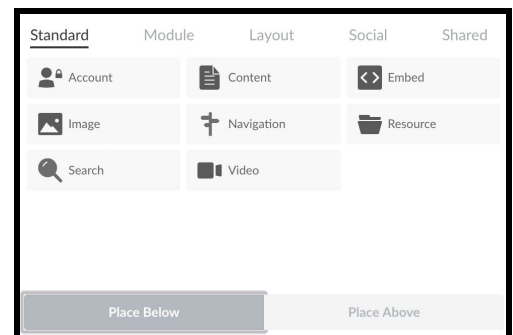 Standard Module Layout Social Shared
Account Content Embed
Image Navigation Resource
Search Video
Place Below Place Above